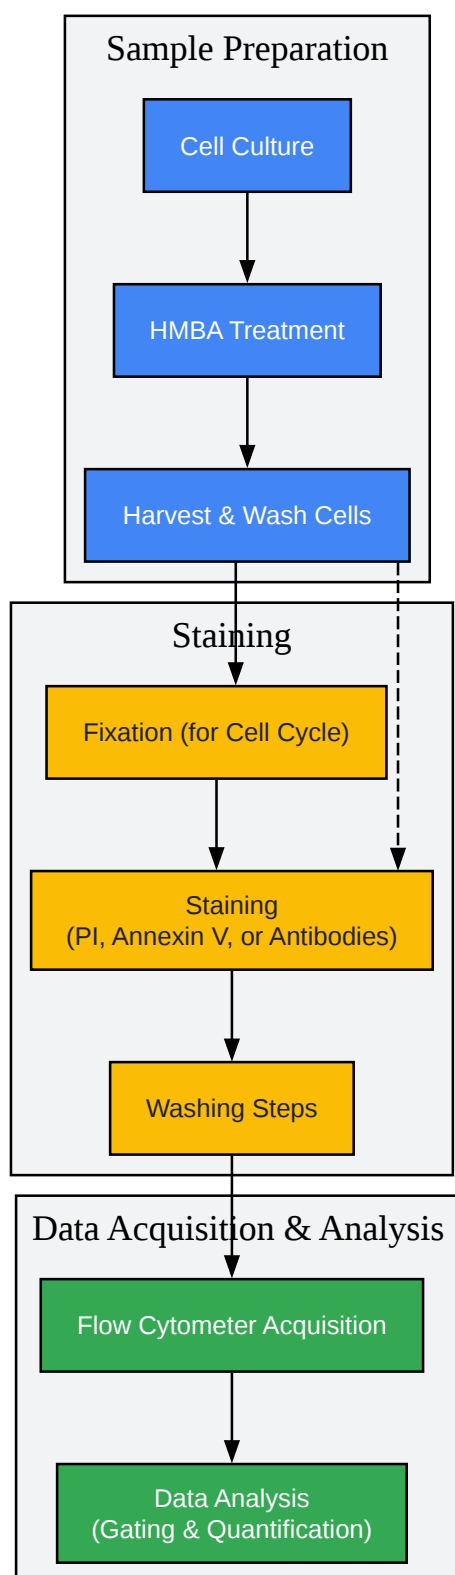 Sample Preparation
Cell Culture
HMBA Treatment
Harvest & Wash Cells
Staining
Fixation (for Cell Cycle)
Staining
(PI, Annexin V, or Antibodies)
Washing Steps
Data Acquisition & Analysis
Flow Cytometer Acquisition
Data Analysis
(Gating & Quantification)